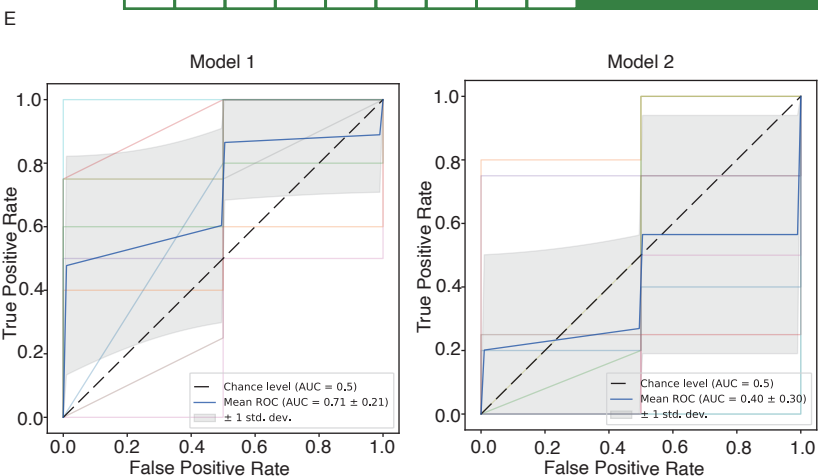 E
Model 1
True Positive Rate
1.0
0.8
0.6
0.4
0.2
0.0
0.0 0.2 0.4 0.6 0.8 1.0
False Positive Rate
Chance level (AUC = 0.5)
Mean ROC (AUC = 0.71 ± 0.21)
± 1 std. dev.
Model 2
True Positive Rate
1.0
0.8
0.6
0.4
0.2
0.0
0.0 0.2 0.4 0.6 0.8 1.0
False Positive Rate
Chance level (AUC = 0.5)
Mean ROC (AUC = 0.40 ± 0.30)
± 1 std. dev.